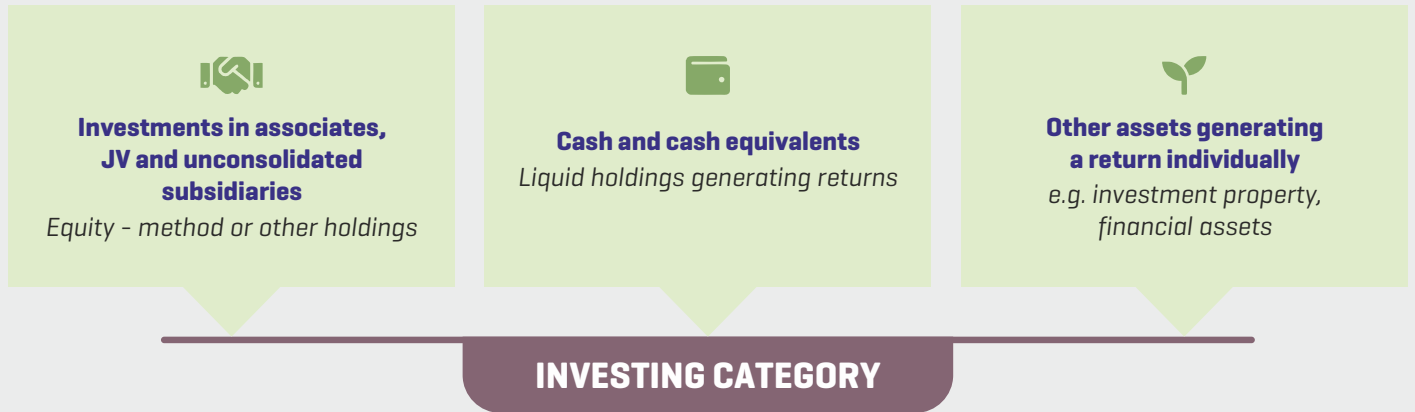 Investments in associates,
JV and unconsolidated
subsidiaries
Equity - method or other holdings
Cash and cash equivalents
Liquid holdings generating returns
Other assets generating
a return individually
e.g. investment property,
financial assets
INVESTING CATEGORY